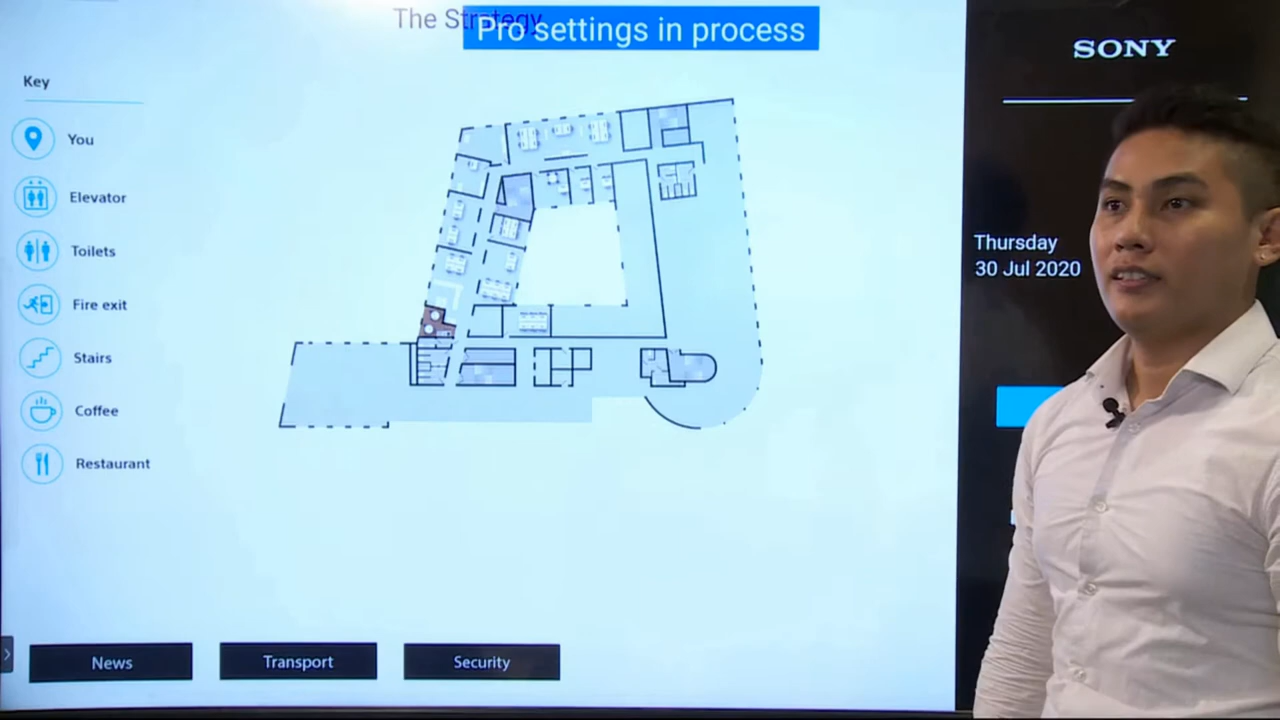 The Strategy
Pro settings in process
SONY
Key
You
Elevator
Toilets
Fire exit
Stairs
Coffee
Restaurant
Thursday
30 Jul 2020
News
Transport
Security